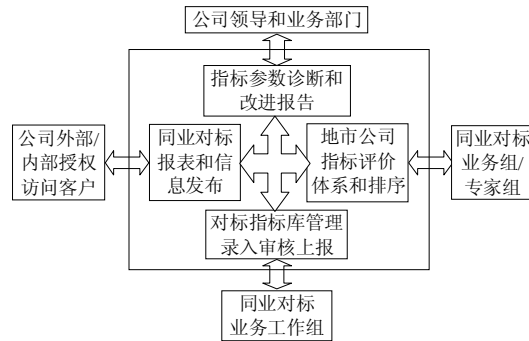 公司领导和业务部门
指标参数诊断和
改进报告
公司外部/
内部授权
访问客户
同业对标
报表和信
息发布
地市公司
指标评价
体系和排序
同业对标
业务组/
专家组
对标指标库管理
录入审核上报
同业对标
业务工作组